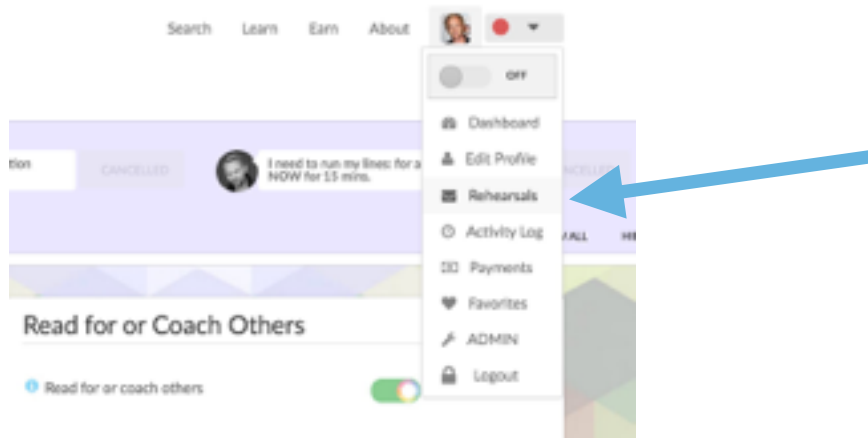 Search Learn Earn About
OFF
Dashboard
Edit Profile
Rehearsals
Activity Log
Payments
Favorites
ADMIN
Logout
CANCELLED
I need to run my lines: for a
NOW for 15 mins.
Read for or Coach Others
Read for or coach others